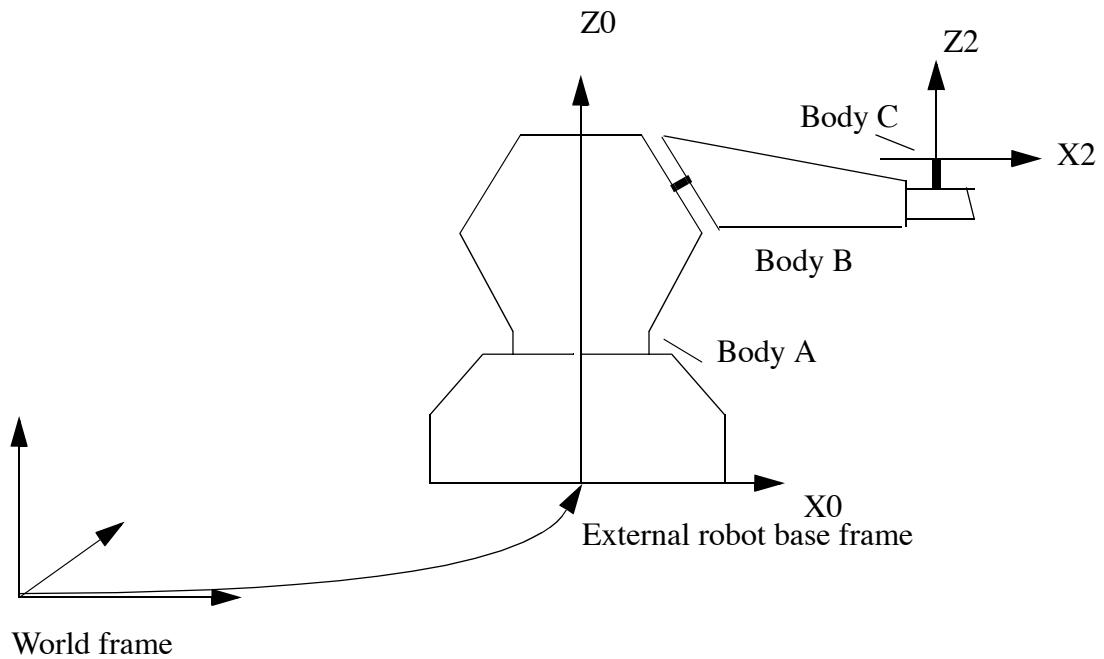 Z0
Z2
Body C
X2
Body B
Body A
X0
External robot base frame
World frame